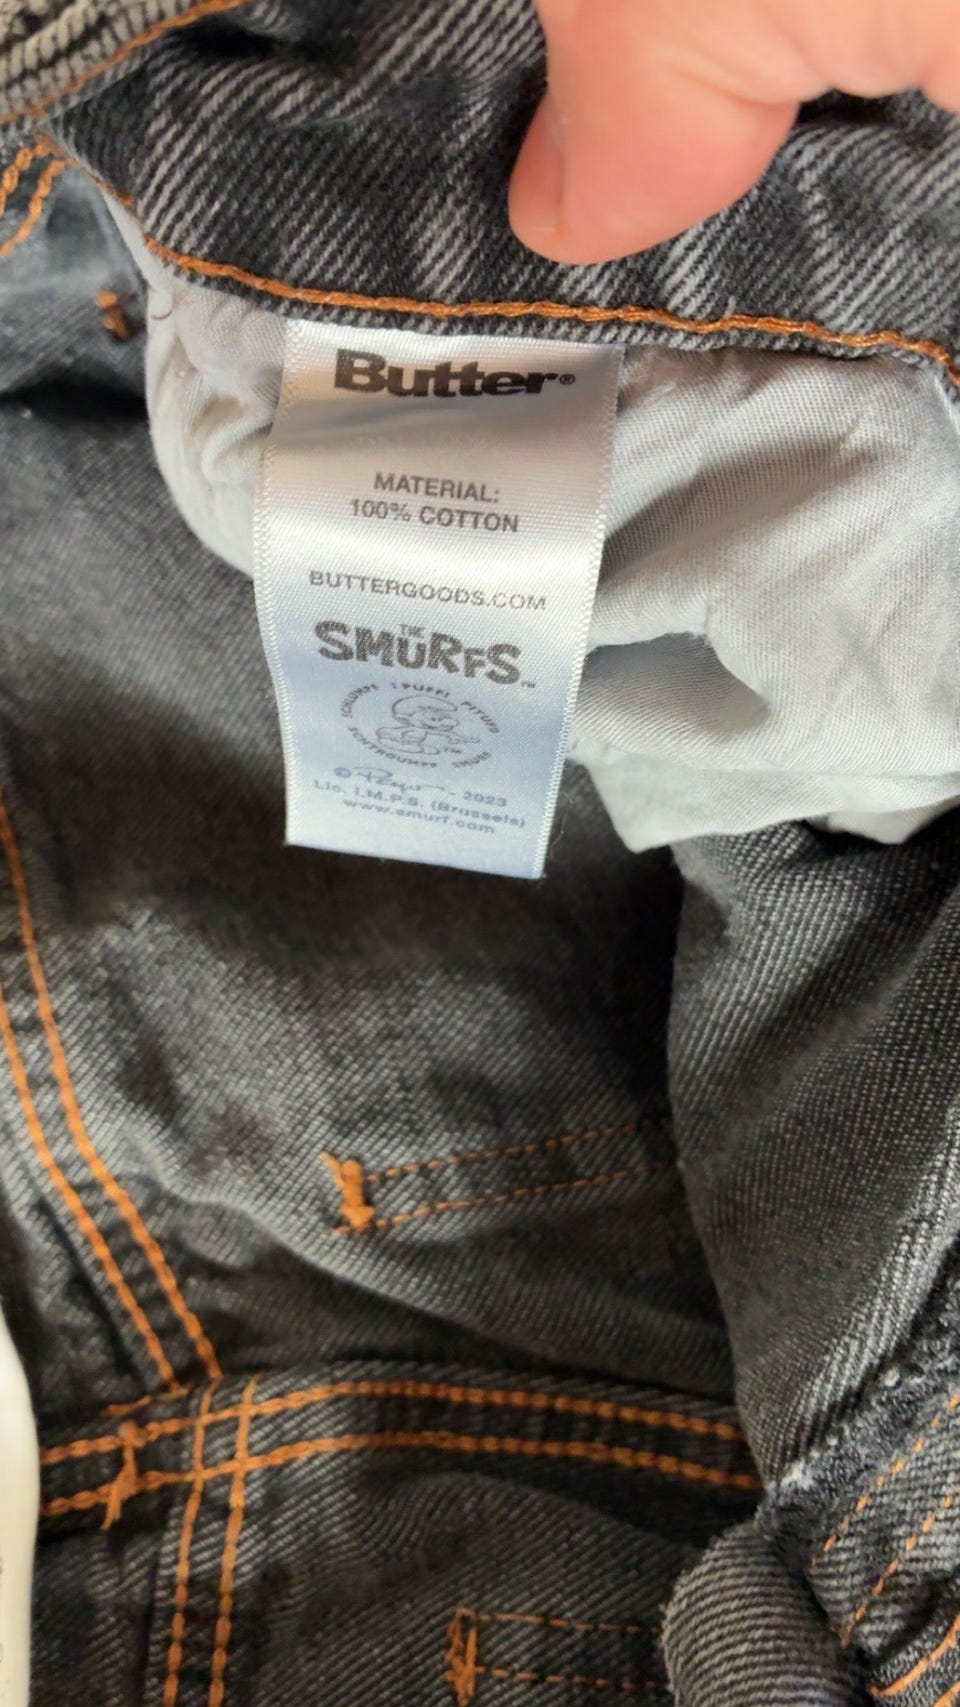 Butter®
MATERIAL:
100% COTTON
BUTTERGOODS.COM
THE
SMURFS™
SCHLUMPF I PUFFI PITUFO
SCHTROUMPF SMURF
™
© Peyo - 2023
Lic. I.M.P.S. (Brussels)
www.smurf.com